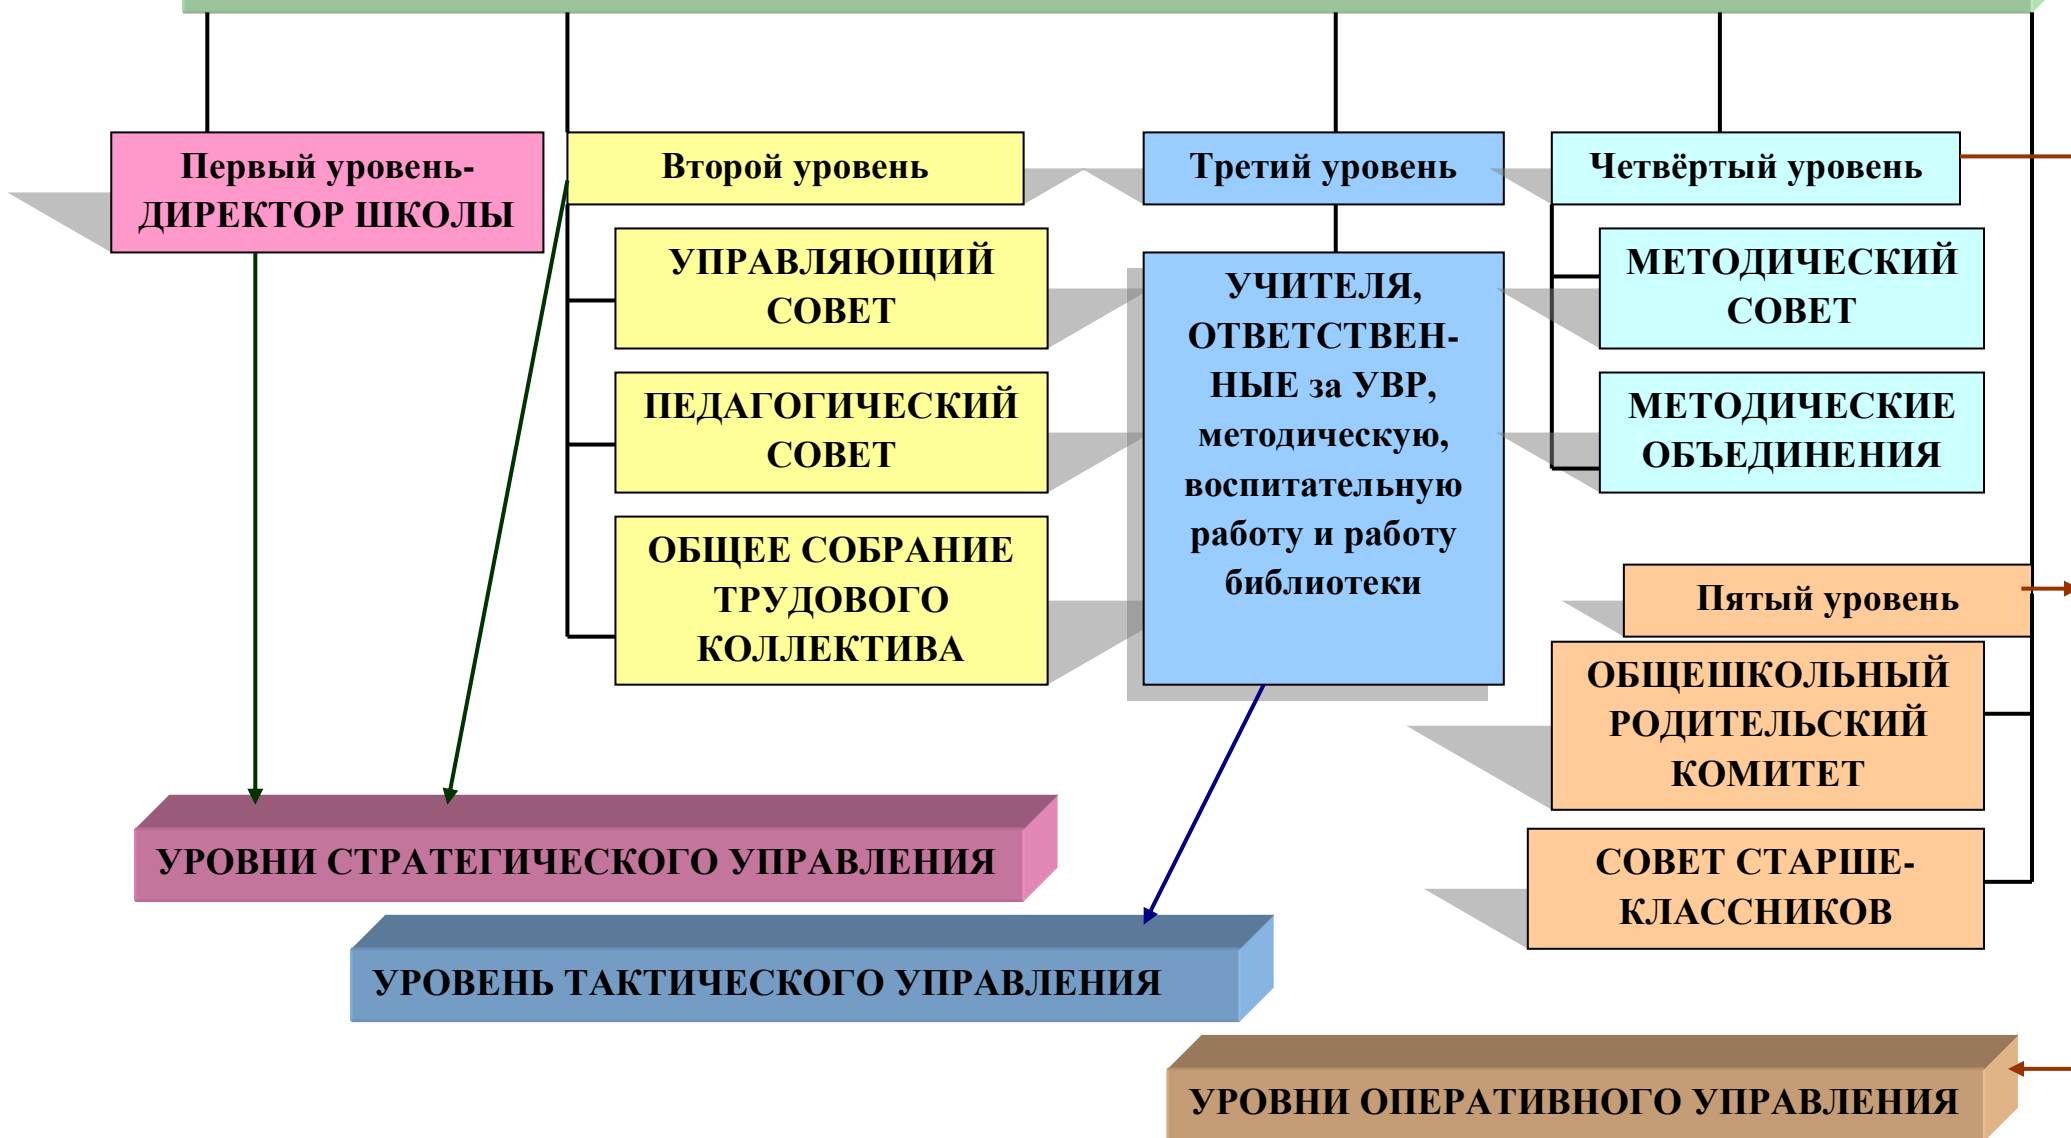 Первый уровень-
ДИРЕКТОР ШКОЛЫ
Второй уровень
УПРАВЛЯЮЩИЙ
СОВЕТ
ПЕДАГОГИЧЕСКИЙ
СОВЕТ
ОБЩЕЕ СОБРАНИЕ
ТРУДОВОГО
КОЛЛЕКТИВА
Третий уровень
УЧИТЕЛЯ,
ОТВЕТСТВЕН-
НЫЕ за УВР,
методическую,
воспитательную
работу и работу
библиотеки
Четвёртый уровень
МЕТОДИЧЕСКИЙ
СОВЕТ
МЕТОДИЧЕСКИЕ
ОБЪЕДИНЕНИЯ
Пятый уровень
ОБЩЕШКОЛЬНЫЙ
РОДИТЕЛЬСКИЙ
КОМИТЕТ
СОВЕТ СТАРШЕ-
КЛАССНИКОВ
УРОВНИ СТРАТЕГИЧЕСКОГО УПРАВЛЕНИЯ
УРОВЕНЬ ТАКТИЧЕСКОГО УПРАВЛЕНИЯ
УРОВНИ ОПЕРАТИВНОГО УПРАВЛЕНИЯ